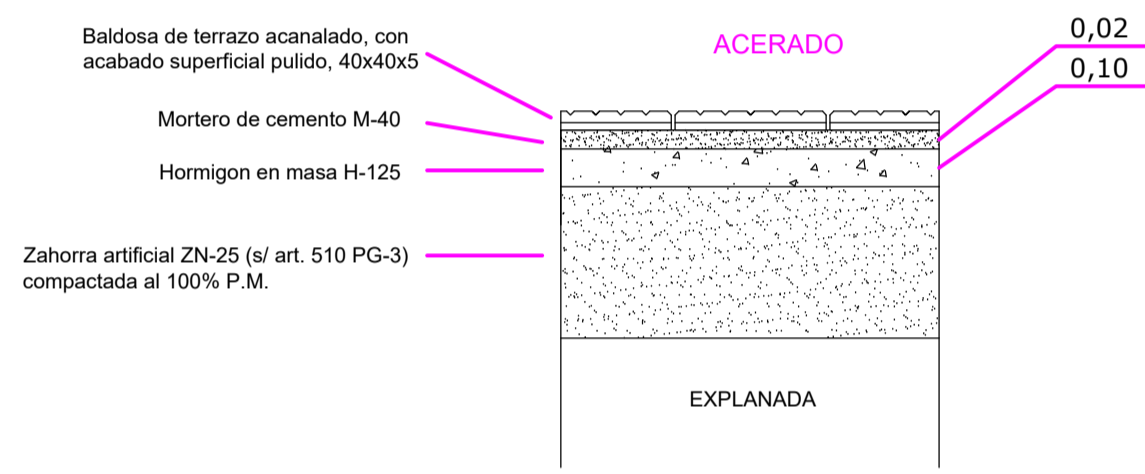 ACERADO
Baldosa de terrazo acanalado, con
acabado superficial pulido, 40x40x5
Mortero de cemento M-40
Hormigon en masa H-125
Zahorra artificial ZN-25 (s/ art. 510 PG-3)
compactada al 100% P.M.
0,02
0,10
EXPLANADA